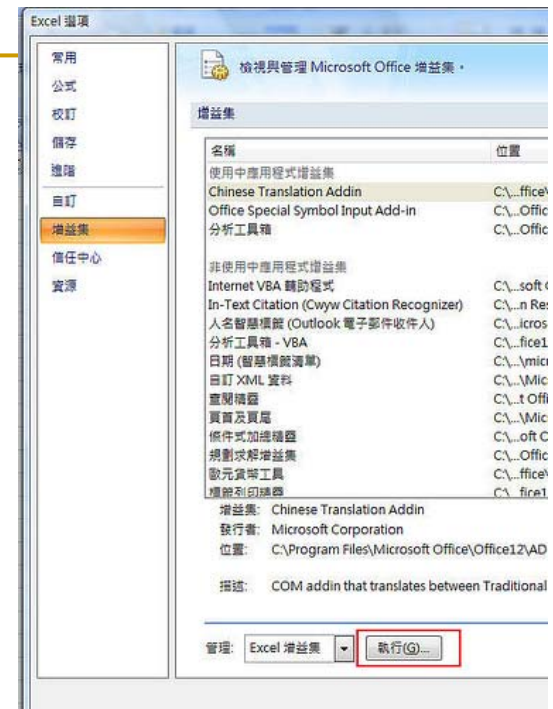 Excel 選項
常用
公式
校訂
儲存
進階
自訂
增益集
信任中心
資源
檢視與管理 Microsoft Office 增益集。
增益集
名稱 位置
使用中應用程式增益集
Chinese Translation Addin C:\...ffice\
Office Special Symbol Input Add-in C:\...Offic
分析工具箱 C:\...Offic
非使用中應用程式增益集
Internet VBA 輔助程式 C:\...soft O
In-Text Citation (Cwyw Citation Recognizer) C:\...n Res
人名智慧標籤 (Outlook 電子郵件收件人) C:\...icros
分析工具箱 - VBA C:\...fice1
日期 (智慧標籤清單) C:\...\micr
自訂 XML 資料 C:\...\Mic
查閱精靈 C:\...t Offi
頁首及頁尾 C:\...\Mic
條件式加總精靈 C:\...oft O
規劃求解增益集 C:\...Offic
歐元貨幣工具 C:\...ffice\
標籤列印精靈 C:\...fice1
增益集: Chinese Translation Addin
發行者: Microsoft Corporation
位置: C:\Program Files\Microsoft Office\Office12\AD
描述: COM addin that translates between Traditional
管理: Excel 增益集 執行(G)...